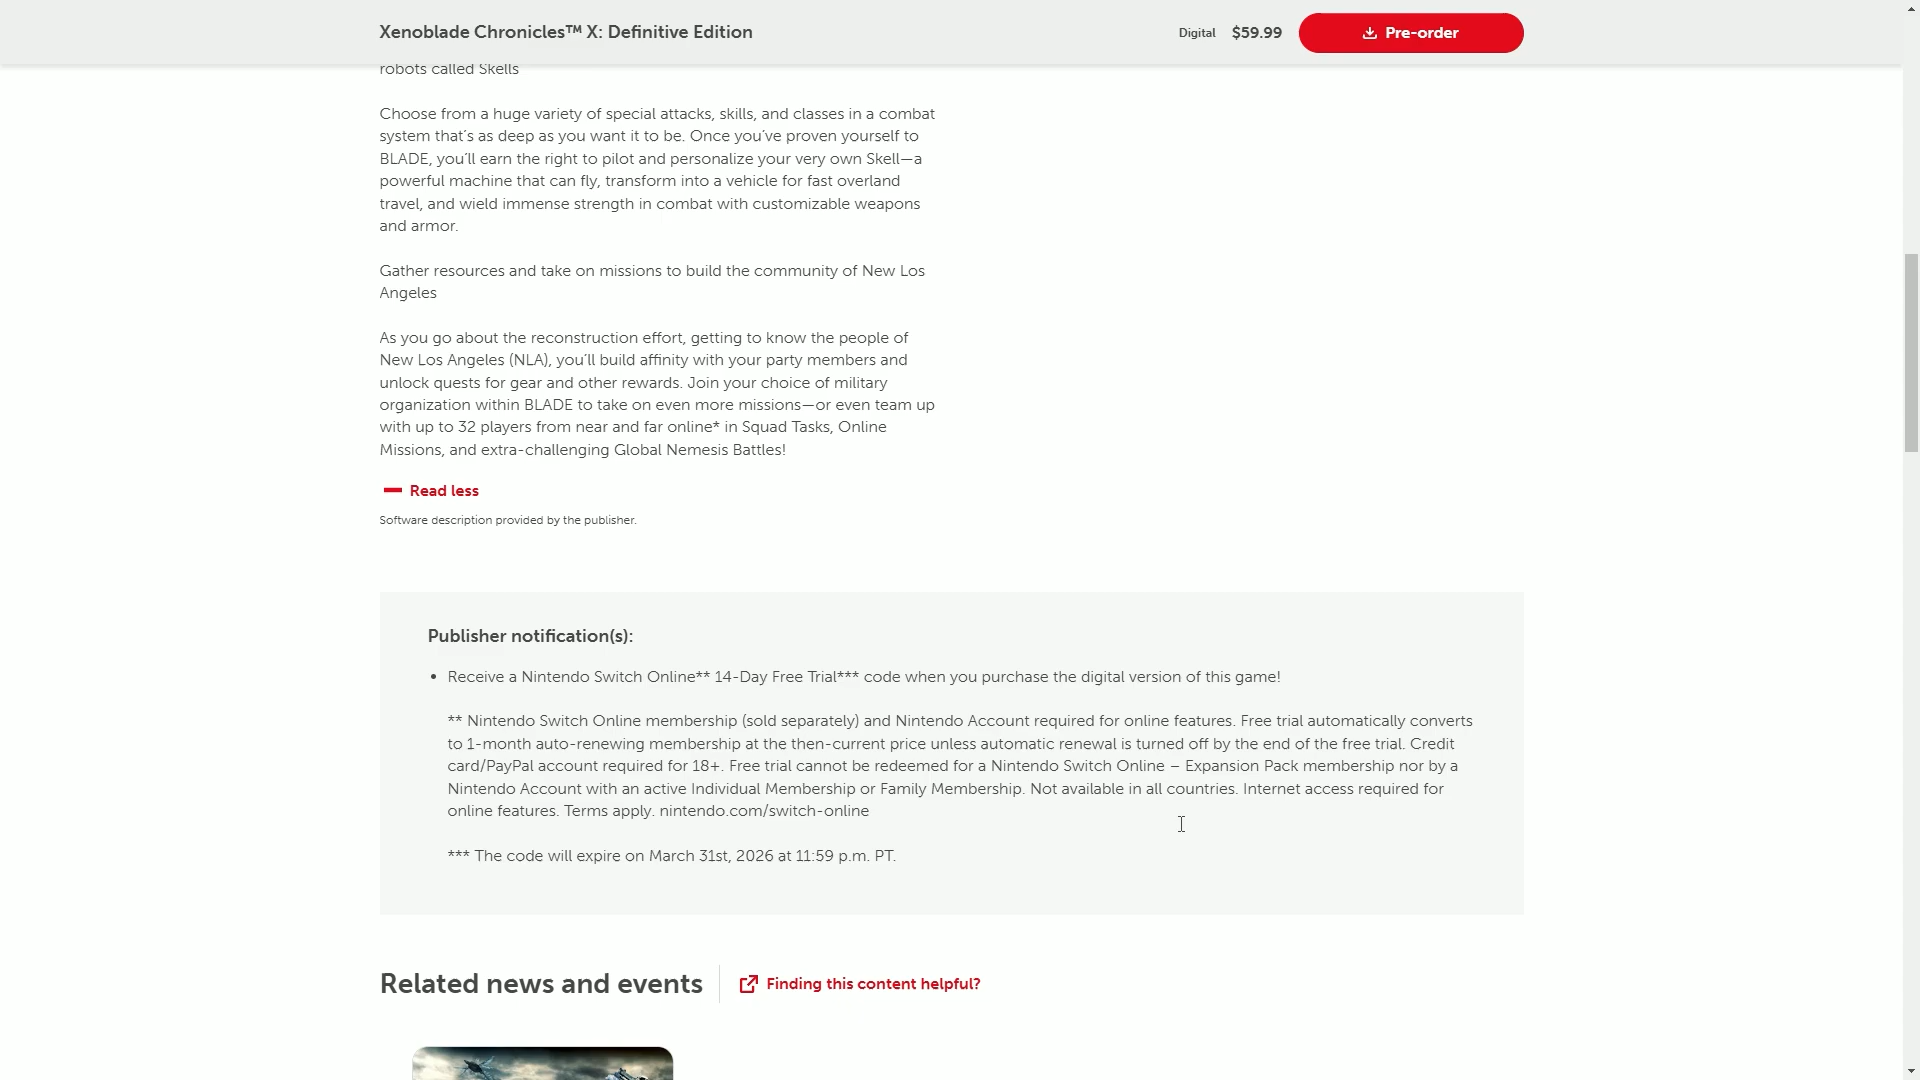 Xenoblade Chronicles™ X: Definitive Edition
Digital $59.99 Pre-order
robots called Skells
Choose from a huge variety of special attacks, skills, and classes in a combat
system that's as deep as you want it to be. Once you've proven yourself to
BLADE, you'll earn the right to pilot and personalize your very own Skell—a
powerful machine that can fly, transform into a vehicle for fast overland
travel, and wield immense strength in combat with customizable weapons
and armor.
Gather resources and take on missions to build the community of New Los
Angeles
As you go about the reconstruction effort, getting to know the people of
New Los Angeles (NLA), you'll build affinity with your party members and
unlock quests for gear and other rewards. Join your choice of military
organization within BLADE to take on even more missions—or even team up
with up to 32 players from near and far online* in Squad Tasks, Online
Missions, and extra-challenging Global Nemesis Battles!
Read less
Software description provided by the publisher.
Publisher notification(s):
• Receive a Nintendo Switch Online** 14-Day Free Trial*** code when you purchase the digital version of this game!
** Nintendo Switch Online membership (sold separately) and Nintendo Account required for online features. Free trial automatically converts
to 1-month auto-renewing membership at the then-current price unless automatic renewal is turned off by the end of the free trial. Credit
card/PayPal account required for 18+. Free trial cannot be redeemed for a Nintendo Switch Online – Expansion Pack membership nor by a
Nintendo Account with an active Individual Membership or Family Membership. Not available in all countries. Internet access required for
online features. Terms apply. nintendo.com/switch-online
*** The code will expire on March 31st, 2026 at 11:59 p.m. PT.
Related news and events
Finding this content helpful?